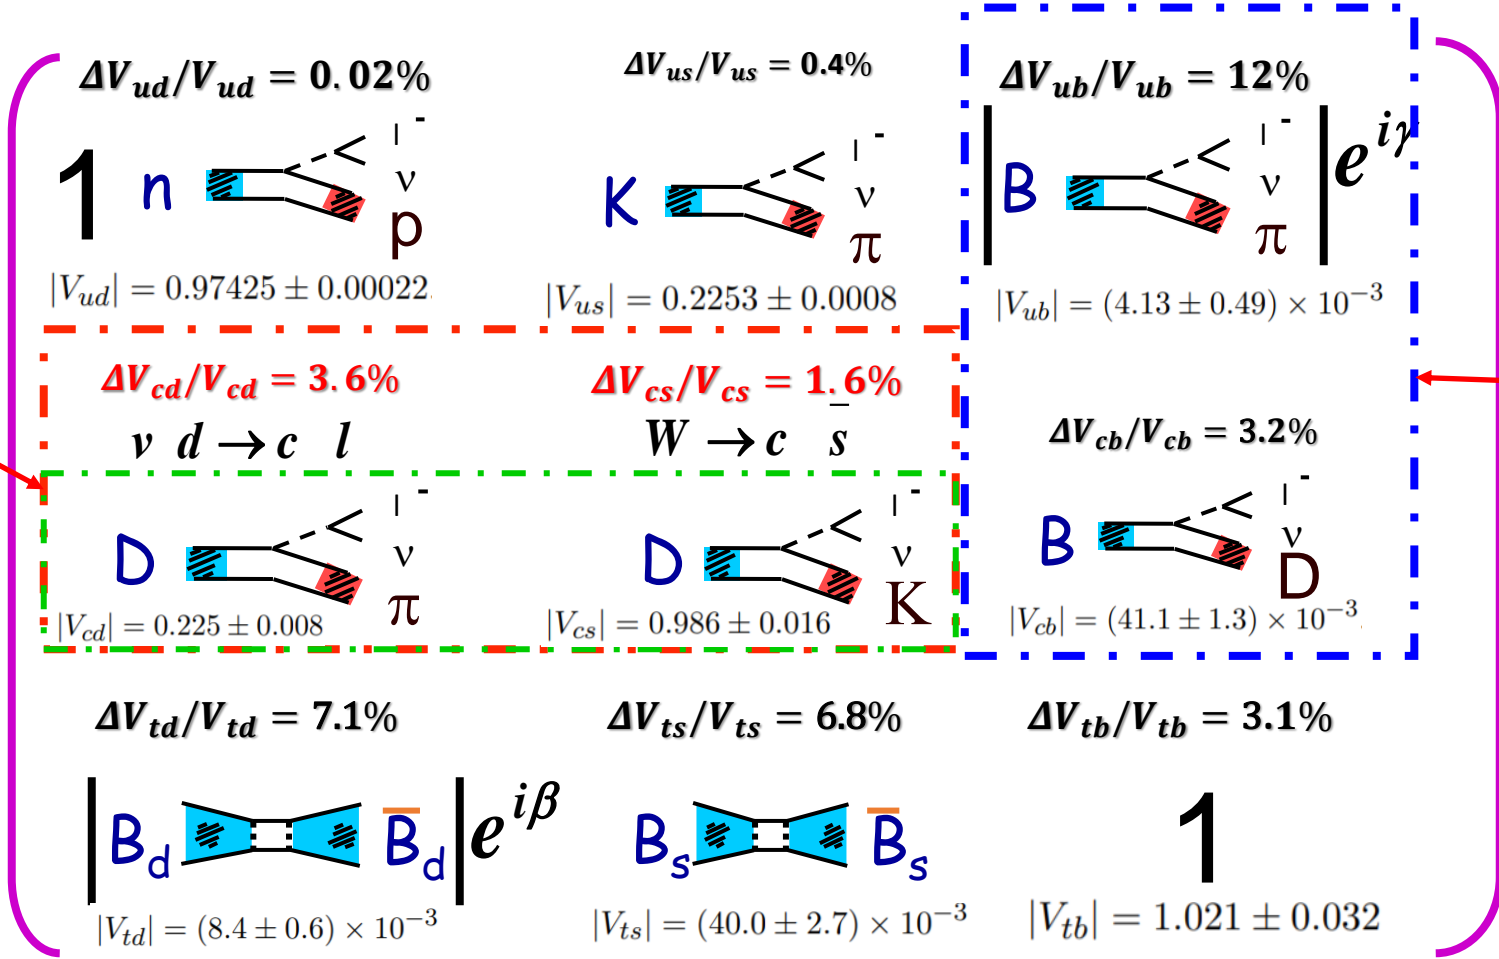 ΔV_ud/V_ud = 0.02%
1 n l - ν p
|V_ud| = 0.97425 ± 0.00022
ΔV_us/V_us = 0.4%
K l - ν π
|V_us| = 0.2253 ± 0.0008
ΔV_ub/V_ub = 12%
| B l - ν π | e^{iγ}
|V_ub| = (4.13 ± 0.49) × 10^{-3}
ΔV_cd/V_cd = 3.6%
ν d → c l
D l - ν π
|V_cd| = 0.225 ± 0.008
ΔV_cs/V_cs = 1.6%
W → c s̄
D l - ν K
|V_cs| = 0.986 ± 0.016
ΔV_cb/V_cb = 3.2%
B l - ν D
|V_cb| = (41.1 ± 1.3) × 10^{-3}.
ΔV_td/V_td = 7.1%
| B_d B̄_d | e^{iβ}
|V_td| = (8.4 ± 0.6) × 10^{-3}
ΔV_ts/V_ts = 6.8%
B_s B̄_s
|V_ts| = (40.0 ± 2.7) × 10^{-3}
ΔV_tb/V_tb = 3.1%
1
|V_tb| = 1.021 ± 0.032